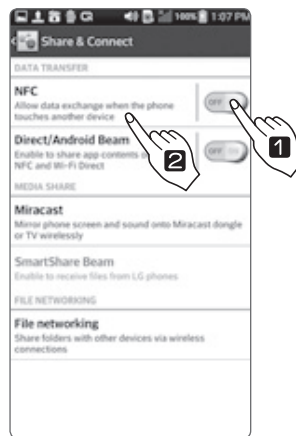 100% 1:07 PM
Share & Connect
DATA TRANSFER
NFC
Allow data exchange when the phone
touches another device
OFF
1
Direct/Android Beam
Enable to share app contents
NFC and Wi-Fi Direct
OFF
2
MEDIA SHARE
Miracast
Mirror phone screen and sound onto Miracast dongle
or TV wirelessly
SmartShare Beam
Enable to receive files from LG phones
FILE NETWORKING
File networking
Share folders with other devices via wireless
connections